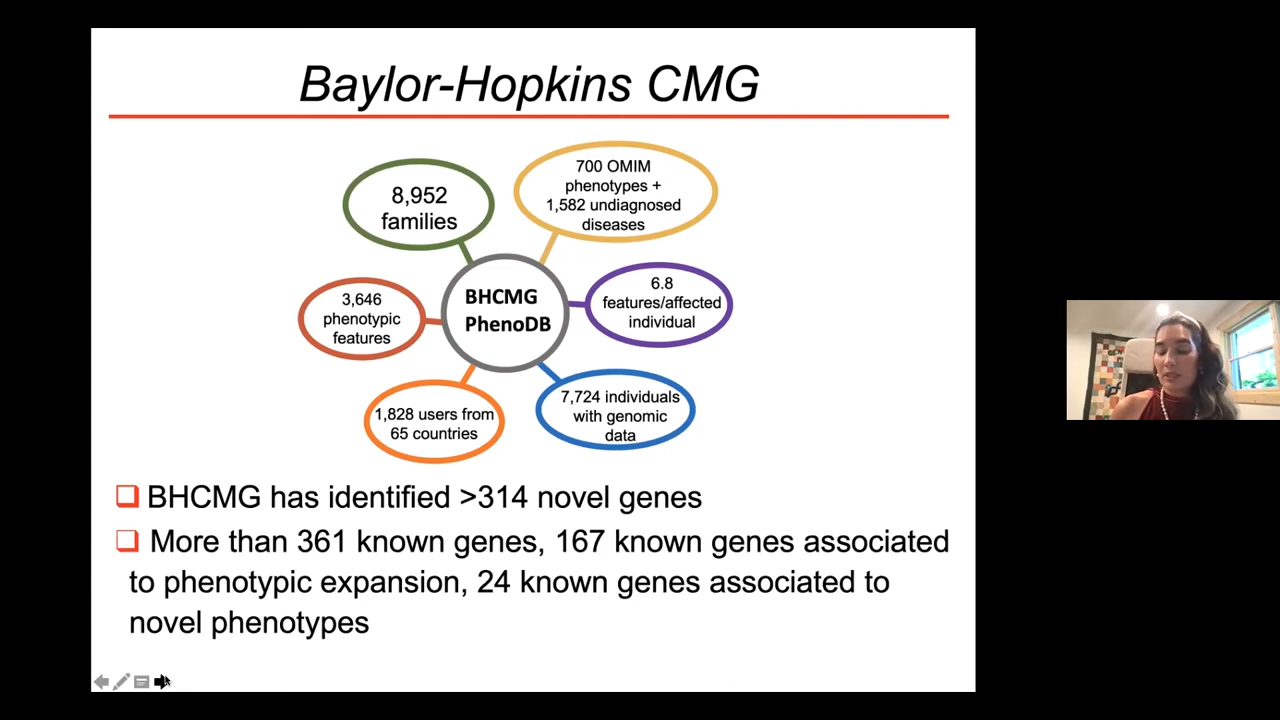 Baylor-Hopkins CMG
8,952
families
700 OMIM
phenotypes +
1,582 undiagnosed
diseases
3,646
phenotypic
features
BHCMG
PhenoDB
6.8
features/affected
individual
1,828 users from
65 countries
7,724 individuals
with genomic
data
❑ BHCMG has identified >314 novel genes
❑ More than 361 known genes, 167 known genes associated
to phenotypic expansion, 24 known genes associated to
novel phenotypes